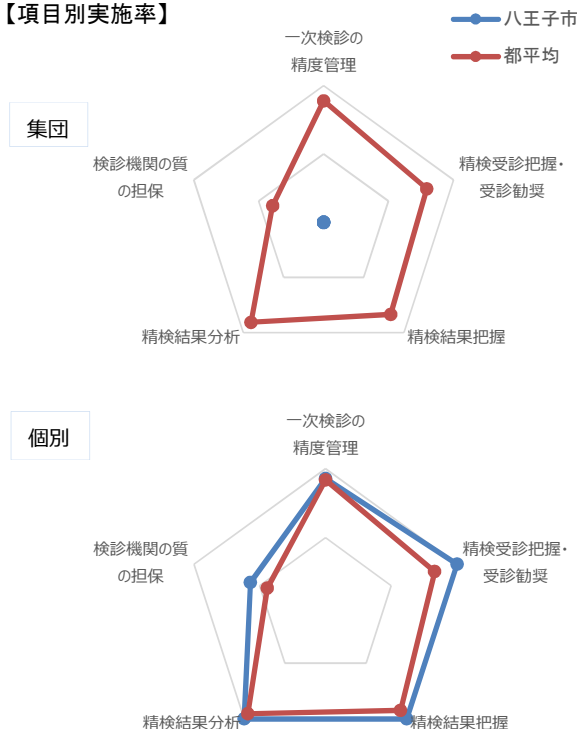 【項目別実施率】
八王子市
都平均
集団
一次検診の
精度管理
精検受診把握・
受診勧奨
精検結果把握
精検結果分析
検診機関の質
の担保
個別
一次検診の
精度管理
精検受診把握・
受診勧奨
精検結果把握
精検結果分析
検診機関の質
の担保